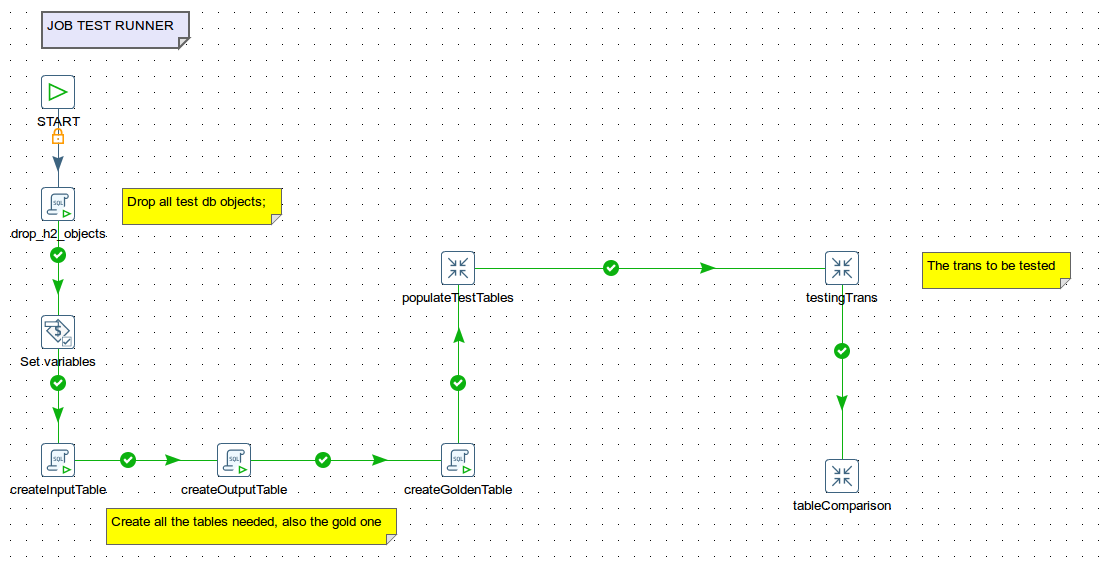 JOB TEST RUNNER
START
drop_h2_objects
Drop all test db objects;
Set variables
createInputTable
createOutputTable
createGoldenTable
Create all the tables needed, also the gold one
populateTestTables
testingTrans
The trans to be tested
tableComparison
SQL
SQL
SQL
SQL